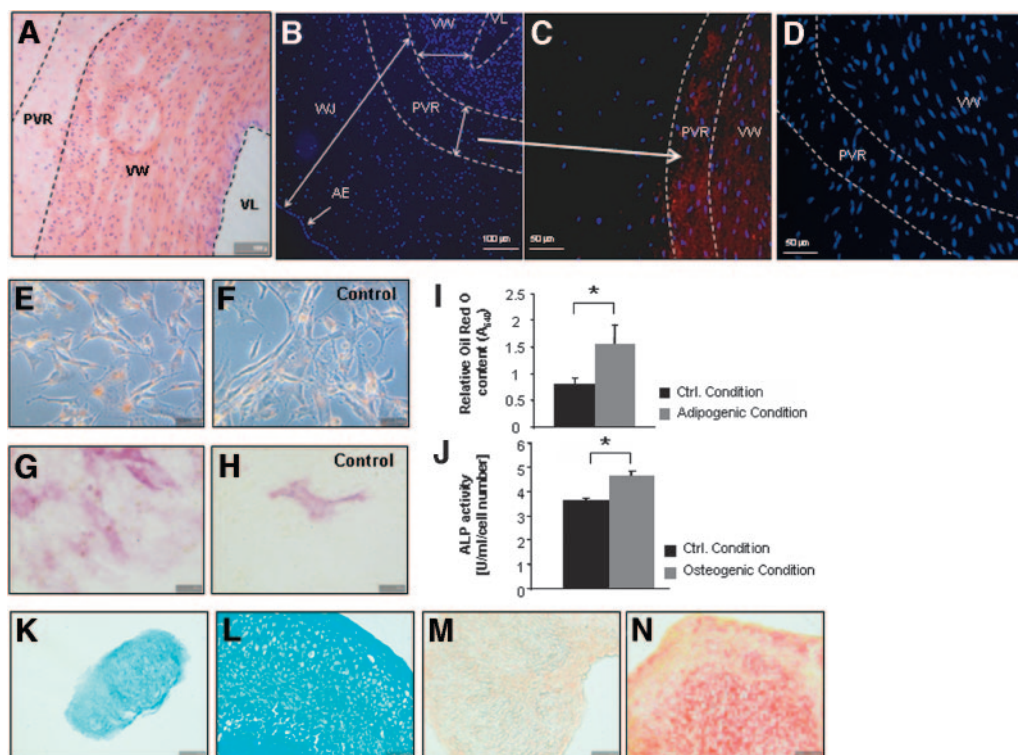 A
PVR
VW
VL
B
VW
VL
WJ
PVR
AE
100 µm
C
PVR
VW
50 µm
D
VW
PVR
50 µm
E
F
Control
G
H
Control
I
Relative Oil Red O
content (A540)
2.5
2
1.5
1
0.5
0
*
Ctrl. Condition
Adipogenic Condition
J
ALP activity
[U/ml/cell number]
6
5
4
3
2
1
0
*
Ctrl. Condition
Osteogenic Condition
K
L
M
N